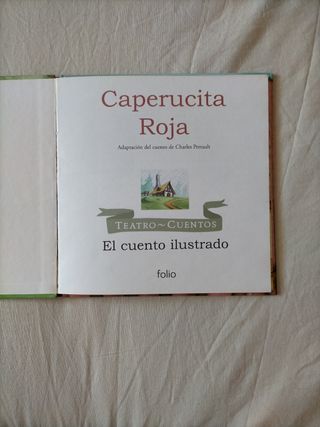 Caperucita
Roja
Adaptación del cuento de Charles Perrault
TEATRO~CUENTOS
El cuento ilustrado
folio